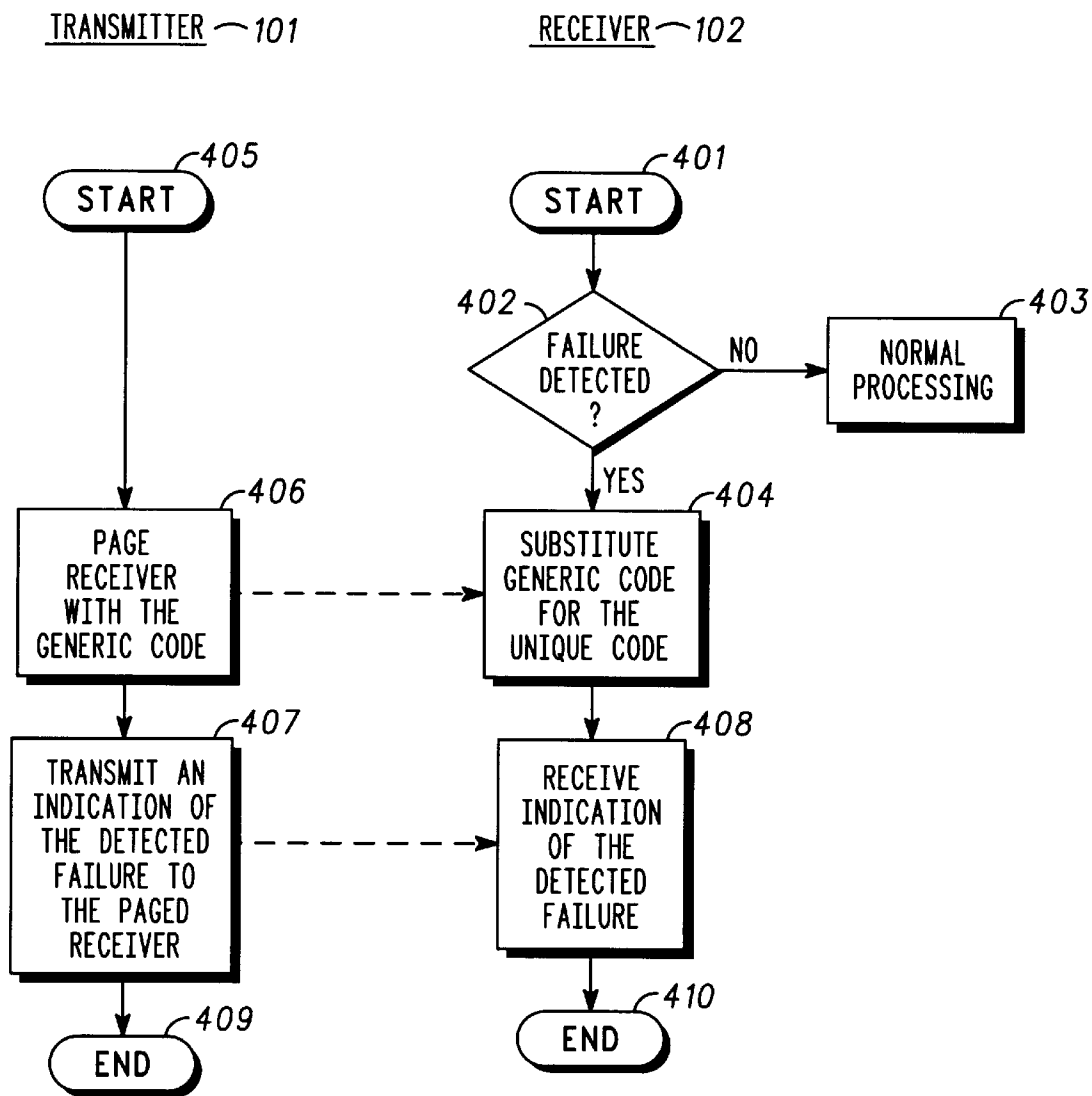 TRANSMITTER 101
RECEIVER 102
405
START
401
START
402
FAILURE
DETECTED
?
NO
403
NORMAL
PROCESSING
YES
406
PAGE
RECEIVER
WITH THE
GENERIC CODE
404
SUBSTITUTE
GENERIC CODE
FOR THE
UNIQUE CODE
407
TRANSMIT AN
INDICATION OF
THE DETECTED
FAILURE TO
THE PAGED
RECEIVER
408
RECEIVE
INDICATION
OF THE
DETECTED
FAILURE
409
END
410
END